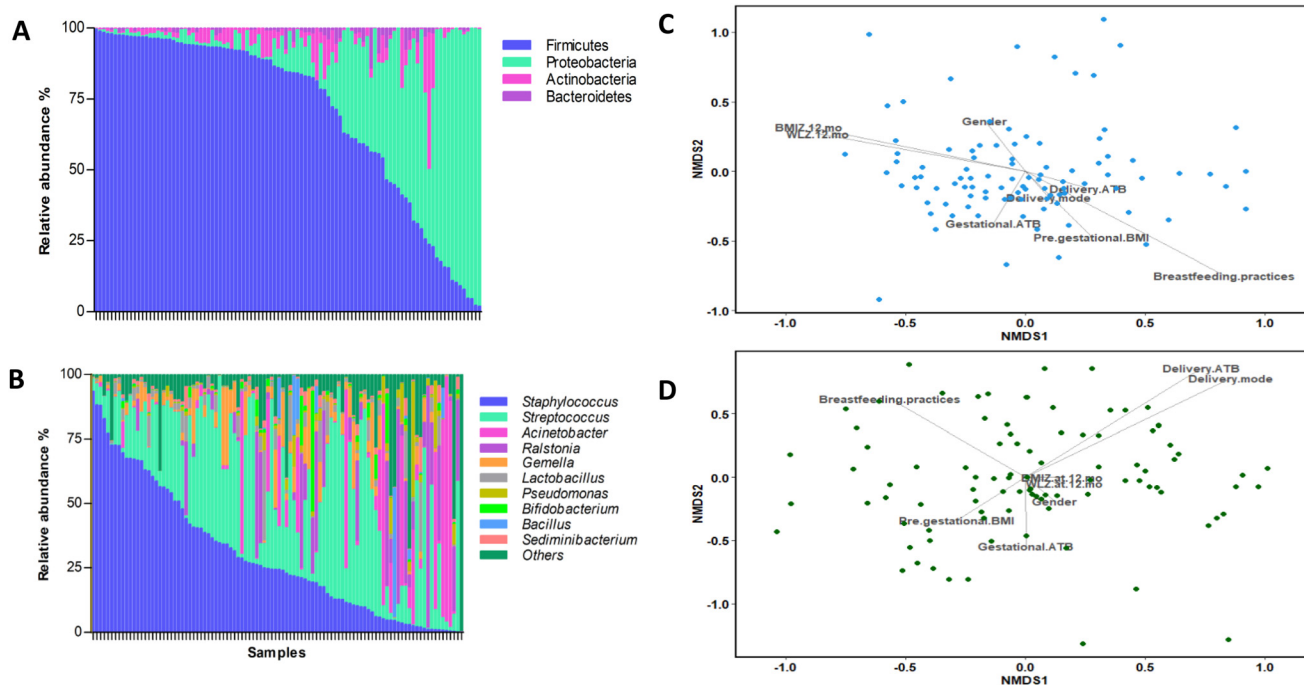 A
100
75
50
25
0
Relative abundance %
Firmicutes
Proteobacteria
Actinobacteria
Bacteroidetes
B
100
75
50
25
0
Relative abundance %
Samples
Staphylococcus
Streptococcus
Acinetobacter
Ralstonia
Gemella
Lactobacillus
Pseudomonas
Bifidobacterium
Bacillus
Sediminibacterium
Others
C
1.0
0.5
0.0
-0.5
-1.0
NMDS2
Gender
BMIZ.12.mo
WLZ.12.mo
Delivery.ATB
Delivery.mode
Gestational.ATB
Pre.gestational.BMI
Breastfeeding.practices
-1.0 -0.5 0.0 0.5 1.0
NMDS1
D
0.5
0.0
-0.5
-1.0
NMDS2
Delivery.ATB
Delivery.mode
Breastfeeding.practices
BMIZ.at.12.mo
WLZ.at.12.mo
Gender
Pre.gestational.BMI
Gestational.ATB
-1.0 -0.5 0.0 0.5 1.0
NMDS1